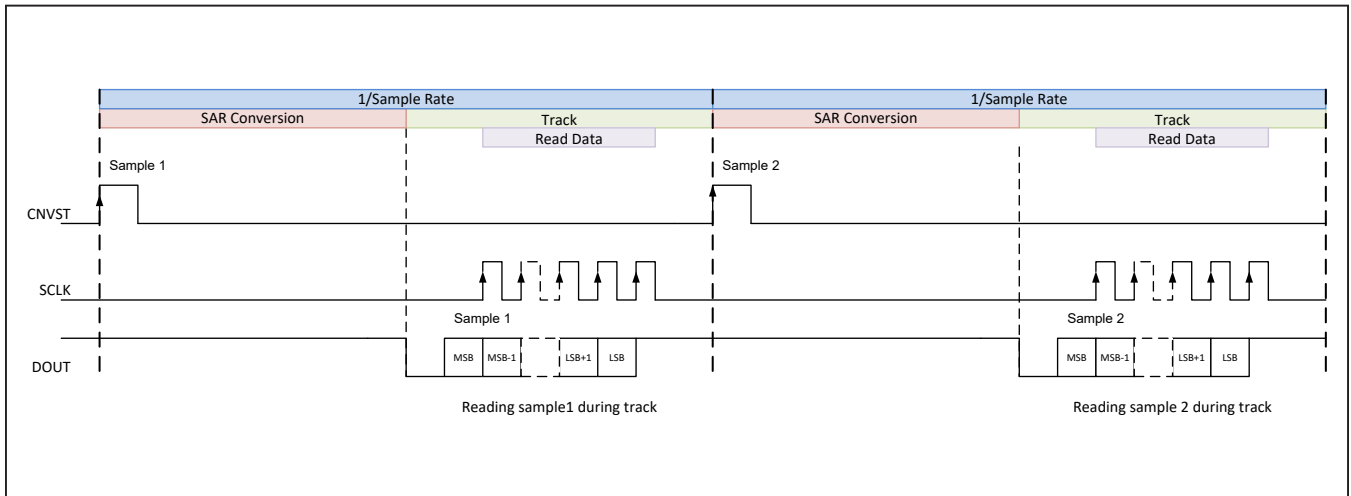 1/Sample Rate 1/Sample Rate
SAR Conversion Track SAR Conversion Track
Read Data Read Data
Sample 1 Sample 2
CNVST
SCLK
Sample 1 Sample 2
MSB MSB-1 LSB+1 LSB MSB MSB-1 LSB+1 LSB
DOUT
Reading sample1 during track Reading sample 2 during track